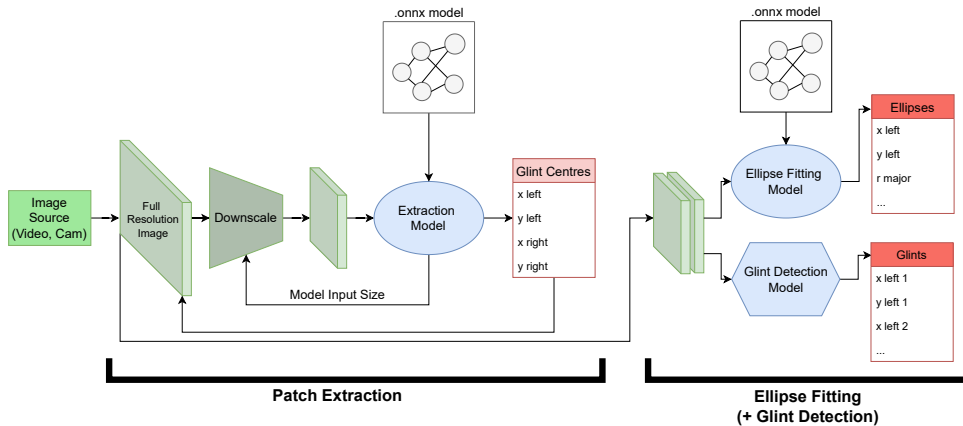 .onnx model
Image
Source
(Video, Cam)
Full
Resolution
Image
Downscale
Extraction
Model
Model Input Size
Glint Centres
x left
y left
x right
y right
Patch Extraction
.onnx model
Ellipse Fitting
Model
Ellipses
x left
y left
r major
...
Glint Detection
Model
Glints
x left 1
y left 1
x left 2
...
Ellipse Fitting
(+ Glint Detection)